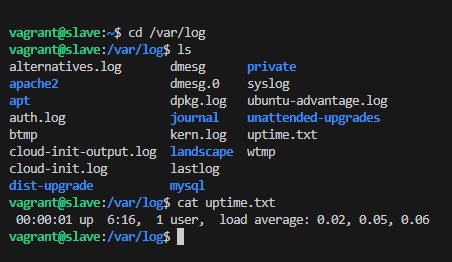 vagrant@slave:~$ cd /var/log
vagrant@slave:/var/log$ ls
alternatives.log      dmesg      private
apache2               dmesg.0    syslog
apt                   dpkg.log   ubuntu-advantage.log
auth.log              journal    unattended-upgrades
btmp                  kern.log   uptime.txt
cloud-init-output.log landscape  wtmp
cloud-init.log        lastlog
dist-upgrade          mysql
vagrant@slave:/var/log$ cat uptime.txt
 00:00:01 up  6:16,  1 user,  load average: 0.02, 0.05, 0.06
vagrant@slave:/var/log$